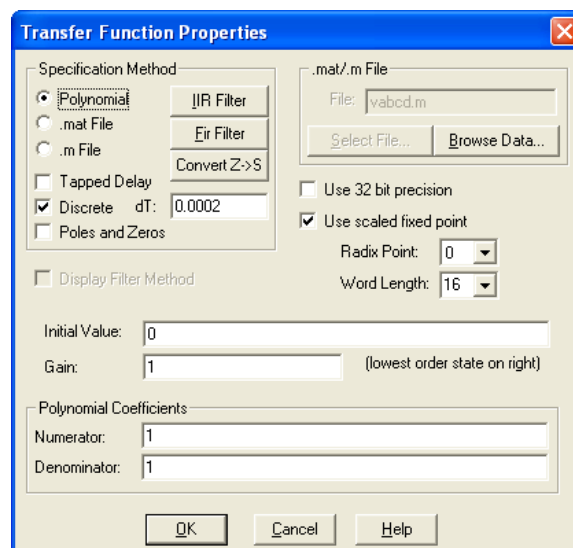 Transfer Function Properties
Specification Method
Polynomial
IIR Filter
.mat File
Fir Filter
.m File
Convert Z->S
Tapped Delay
Discrete dT: 0.0002
Poles and Zeros
.mat/.m File
File: vabcd.m
Select File...
Browse Data...
Use 32 bit precision
Use scaled fixed point
Radix Point: 0
Word Length: 16
Display Filter Method
Initial Value: 0
Gain: 1 (lowest order state on right)
Polynomial Coefficients
Numerator: 1
Denominator: 1
OK Cancel Help